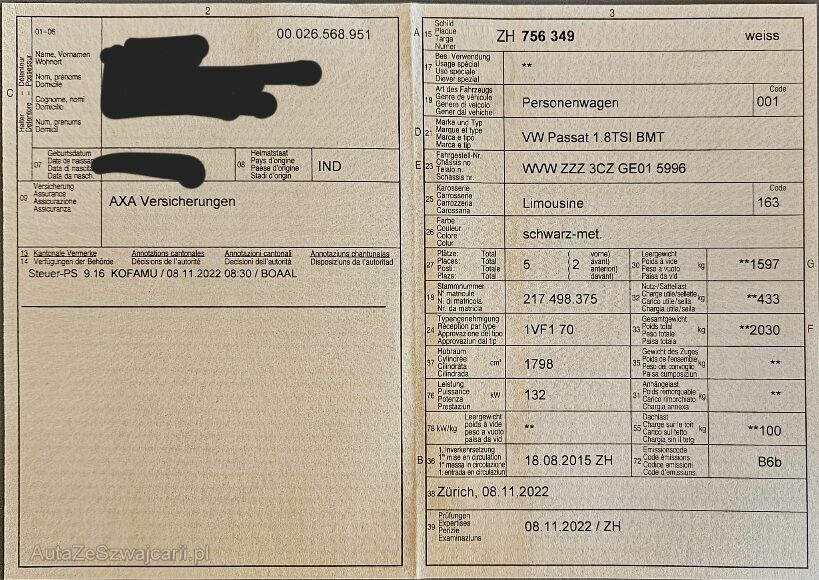 2
01-06
00.026.568.951
C
Halter Détenteur
Detentore Possessur
Name, Vornamen
Wohnort
Nom, prénoms
Domicile
Cognome, nomi
Domicilio
Num, prenums
Domicil
07
Geburtsdatum
Date de naissan
Data di nascita
Data da nasch.
08
Heimatstaat
Pays d'origine
Paese d'origine
Stadi d'origin
IND
09
Versicherung
Assurance
Assicurazione
Assicuranza
AXA Versicherungen
13
14
Kantonale Vermerke
Verfügungen der Behörde
Annotations cantonales
Décisions de l'autorité
Annotazioni cantonali
Decisioni dell'autorità
Annotaziuns chantunalas
Disposiziuns da l'autoritad
Steuer-PS 9.16 KOFAMU / 08.11.2022 08:30 / BOAAL
AutaZeSzwajcarii.pl
3
A 15
Schild
Plaque
Targa
Numer
ZH 756 349 weiss
17
Bes. Verwendung
Usage spécial
Uso speciale
Diever spezial
**
19
Art des Fahrzeugs
Genre de véhicule
Genere di veicolo
Gener dal vehichel
Personenwagen
Code
001
D 21
Marke und Typ
Marque et type
Marca e tipo
Marca e tip
VW Passat 1.8TSI BMT
E 23
Fahrgestell-Nr.
Châssis no
Telaio n.
Schassis nr.
WVW ZZZ 3CZ GE01 5996
25
Karosserie
Carrosserie
Carrozzeria
Carossaria
Limousine
Code
163
26
Farbe
Couleur
Colore
Colur
schwarz-met.
27
Plätze: Total
Places: Total
Posti: Totale
Plazs: Total
5 ( 2
vorne)
avant)
anteriori)
davant)
30
Leergewicht
Poids à vide
Peso a vuoto
Paisa da vid
kg
**1597
G
18
Stammnummer
N° matricule
N. di matricola
Nr. da matricla
217.498.375
32
Nutz-/Sattellast
Charge utile/sellette
Carico utile/sella
Chargia utila/sella
kg
**433
24
Typengenehmigung
Réception par type
Approvazione del tipo
Approvaziun dal tip
1VF1 70
33
Gesamtgewicht
Poids total
Peso totale
Paisa totala
kg
**2030
F
37
Hubraum
Cylindrée
Cilindrata
Cilindrada
cm³
1798
35
Gewicht des Zuges
Poids de l'ensemble
Peso del convoglio
Paisa cumposiziun
kg
**
76
Leistung
Puissance
Potenza
Prestaziun
kW
132
31
Anhängelast
Poids remorquable
Carico rimorchiato
Chargia annexa
kg
**
78 kW/kg
Leergewicht
poids à vide
peso a vuoto
paisa da vid
**
55
Dachlast
Charge sur le toit
Carico sul tetto
Chargia sin il tetg
kg
**100
B 36
1. Inverkehrsetzung
1re mise en circulation
1a messa in circolazione
1. entrada en circulaziun
18.08.2015 ZH
72
Emissionscode
Code émissions
Codice emissioni
Code d'emissiuns
B6b
38 Zürich, 08.11.2022
39
Prüfungen
Expertises
Perizie
Examinaziuns
08.11.2022 / ZH